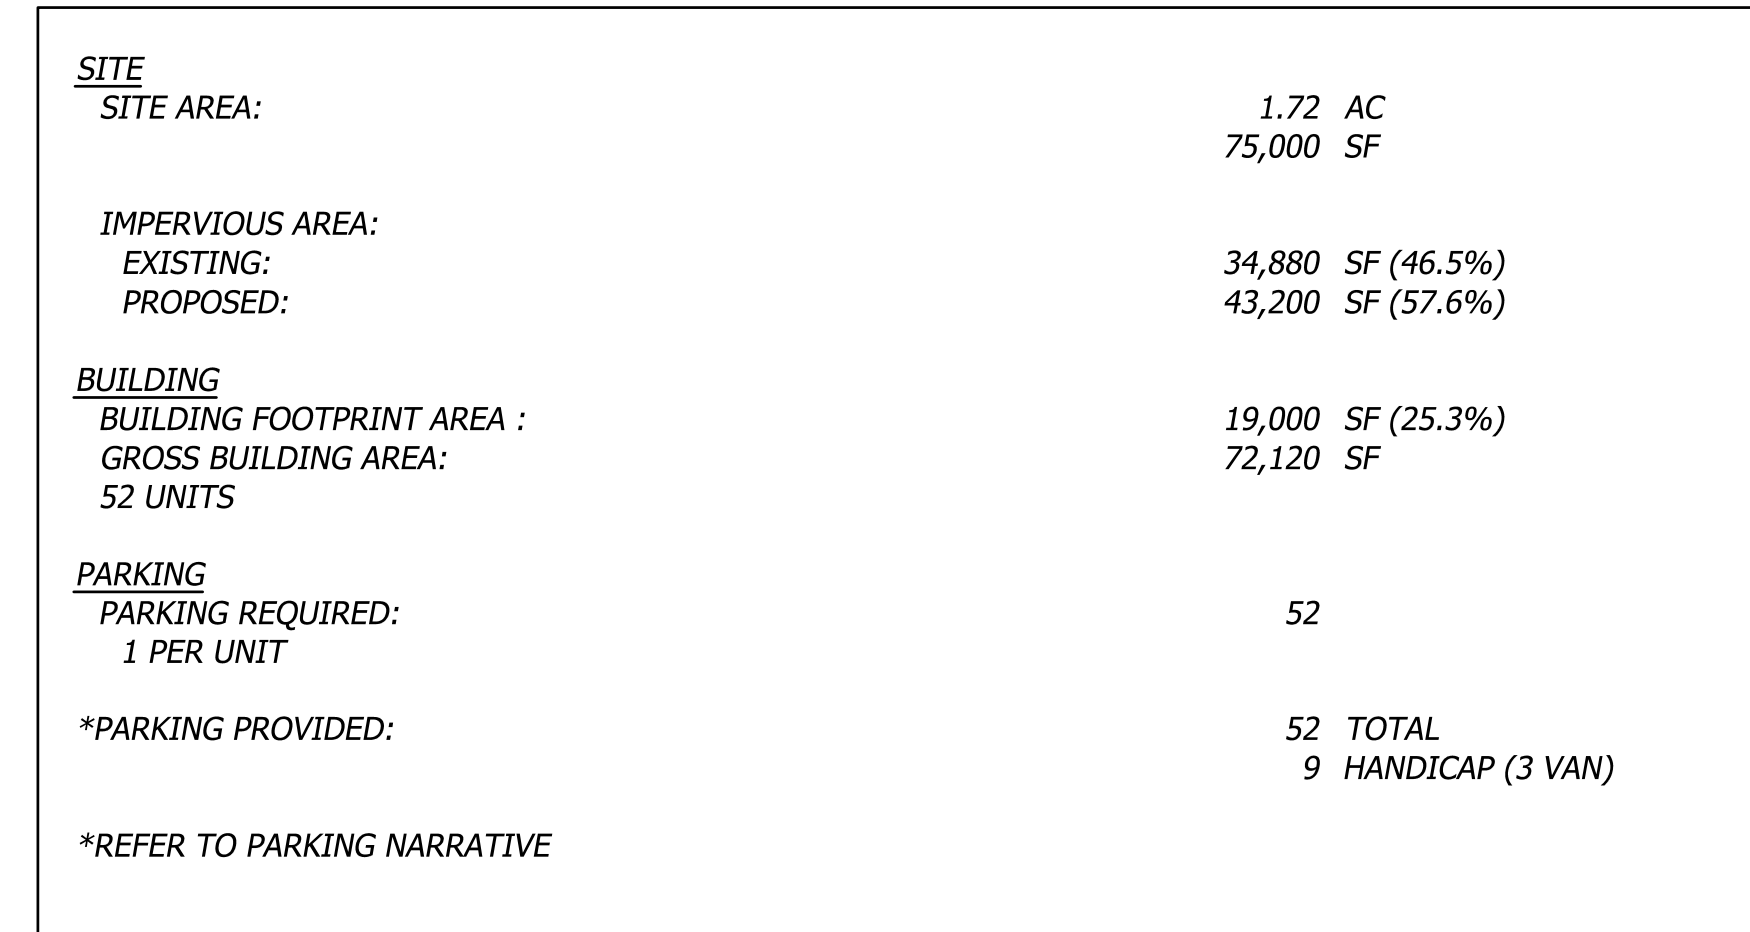 SITE
SITE AREA: 1.72 AC
75,000 SF
IMPERVIOUS AREA:
EXISTING: 34,880 SF (46.5%)
PROPOSED: 43,200 SF (57.6%)
BUILDING
BUILDING FOOTPRINT AREA : 19,000 SF (25.3%)
GROSS BUILDING AREA: 72,120 SF
52 UNITS
PARKING
PARKING REQUIRED: 52
1 PER UNIT
*PARKING PROVIDED: 52 TOTAL
9 HANDICAP (3 VAN)
*REFER TO PARKING NARRATIVE